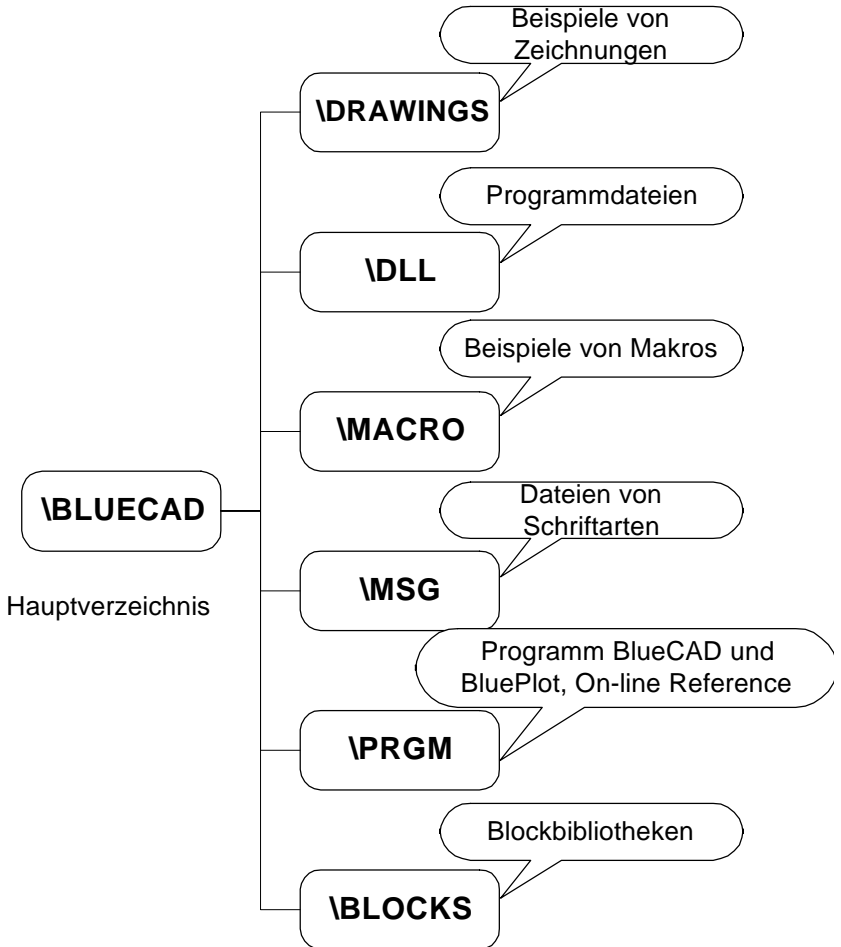 Beispiele von
Zeichnungen
\DRAWINGS
Programmdateien
\DLL
Beispiele von Makros
\MACRO
\BLUECAD
Hauptverzeichnis
Dateien von
Schriftarten
\MSG
Programm BlueCAD und
BluePlot, On-line Reference
\PRGM
Blockbibliotheken
\BLOCKS